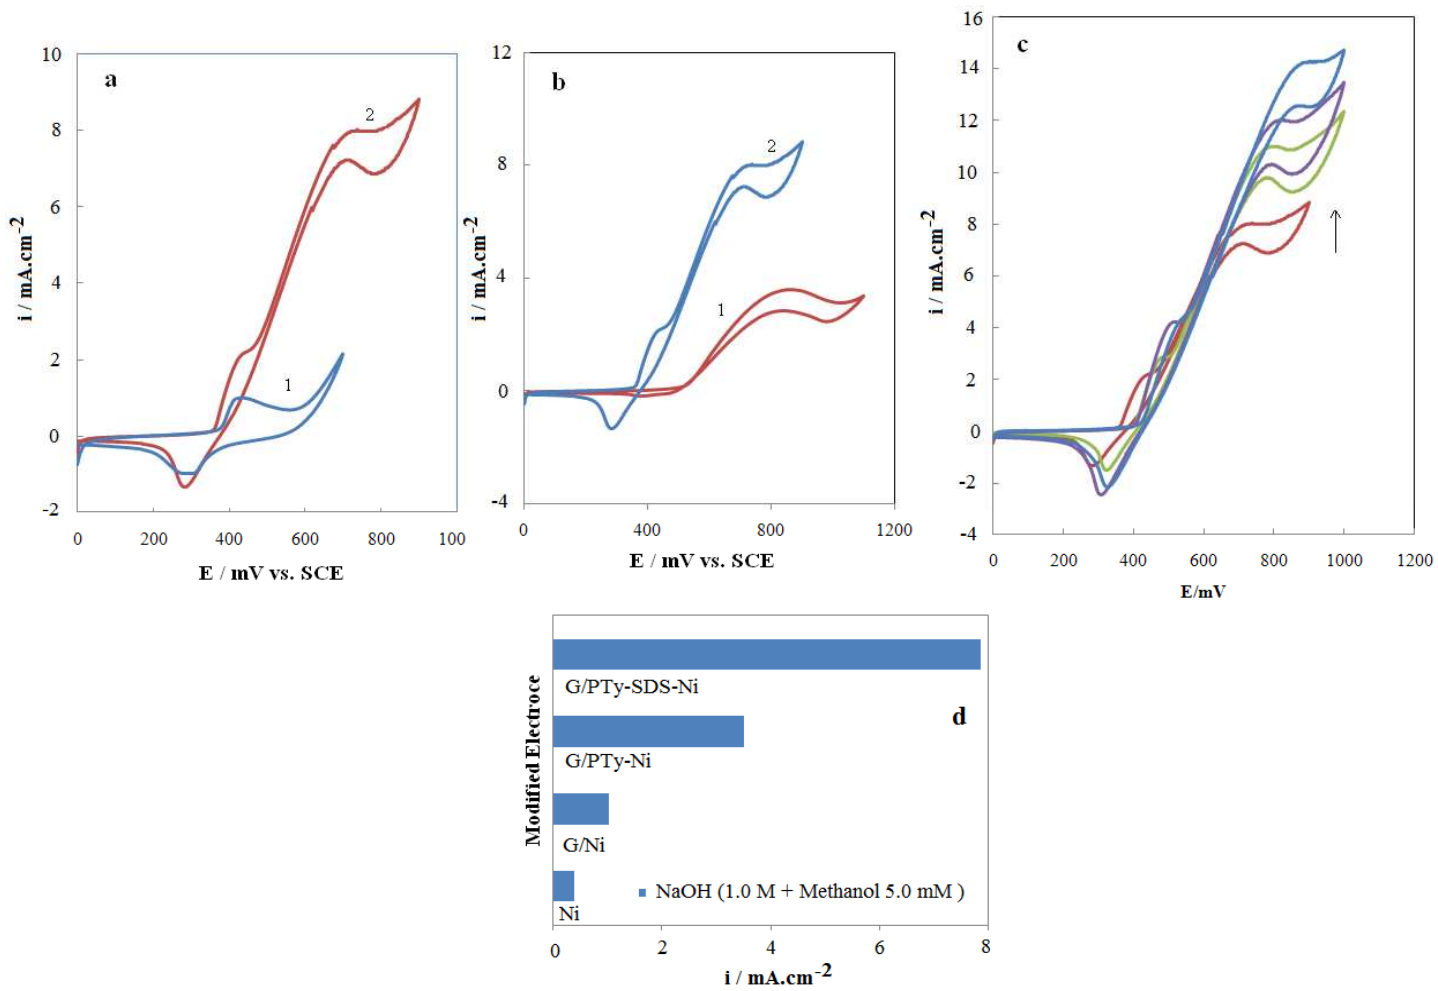 a
10
8
6
4
2
0
-2
2
1
0
200
400
600
800
100
i / mA.cm-2
E / mV vs. SCE
b
12
8
4
0
-4
2
1
0
400
800
1200
i / mA.cm-2
E / mV vs. SCE
c
16
14
12
10
8
6
4
2
0
-2
-4
0
200
400
600
800
1000
1200
i / mA.cm-2
E/mV
d
G/PTy-SDS-Ni
G/PTy-Ni
G/Ni
Ni
NaOH (1.0 M + Methanol 5.0 mM )
Modified Electroce
0
2
4
6
8
i / mA.cm-2